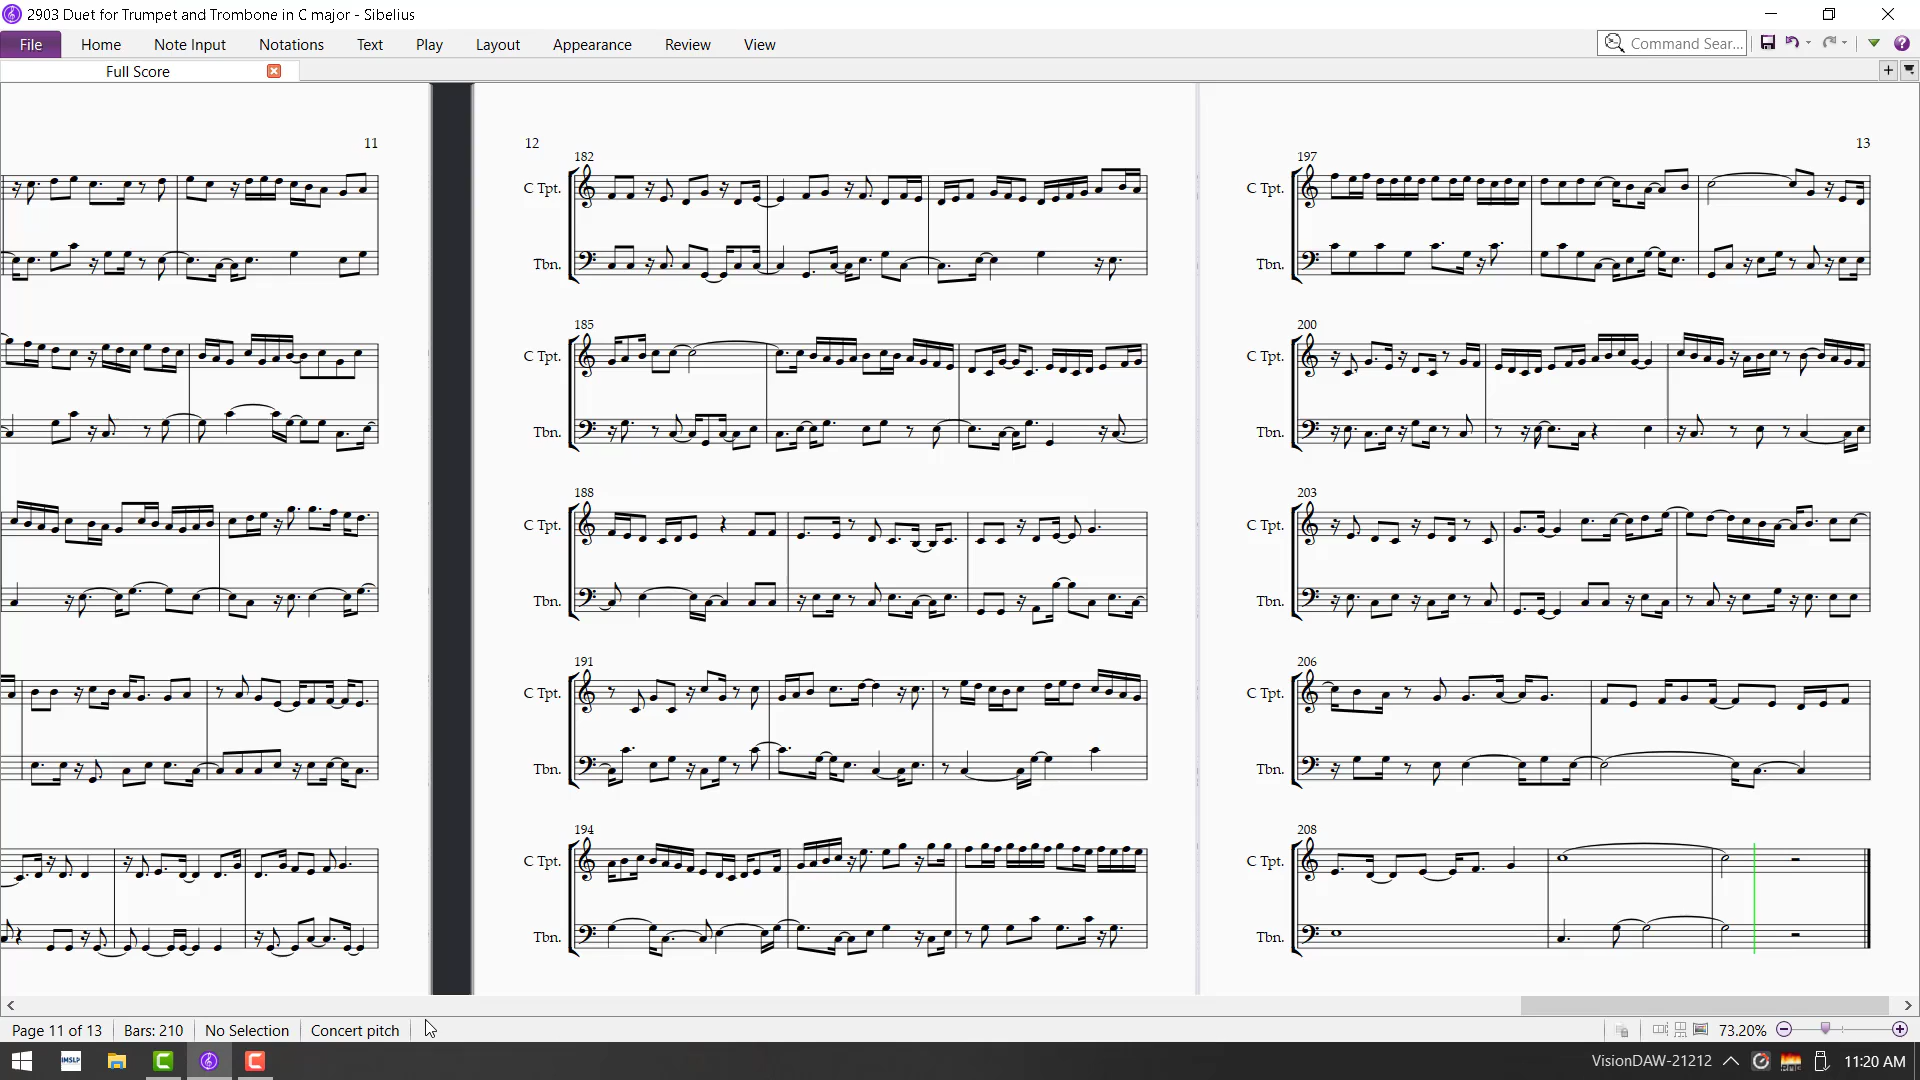 2903 Duet for Trumpet and Trombone in C major - Sibelius
File Home Note Input Notations Text Play Layout Appearance Review View Command Sear...
Full Score
11
12
182
C Tpt.
Tbn.
185
C Tpt.
Tbn.
188
C Tpt.
Tbn.
191
C Tpt.
Tbn.
194
C Tpt.
Tbn.
13
197
C Tpt.
Tbn.
200
C Tpt.
Tbn.
203
C Tpt.
Tbn.
206
C Tpt.
Tbn.
208
C Tpt.
Tbn.
Page 11 of 13 Bars: 210 No Selection Concert pitch 73.20%
IMSLP VisionDAW-21212 11:20 AM